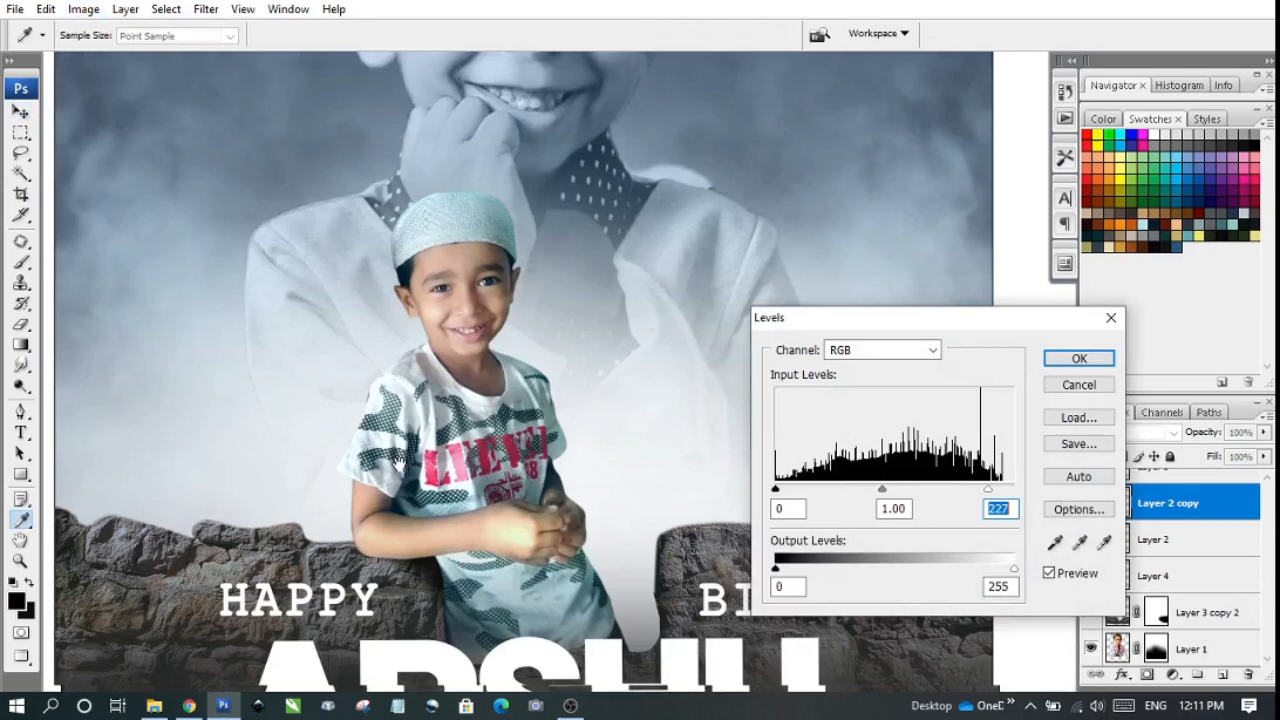 File Edit Image Layer Select Filter View Window Help
Sample Size: Point Sample
Workspace
Ps
Navigator Histogram Info
Color Swatches Styles
Levels
Channel: RGB
OK
Input Levels:
Cancel
Load...
Save...
Auto
0 1.00 227
Options...
Output Levels:
Preview
0 255
Channels Paths
Opacity: 100%
Fill: 100%
Layer 2 copy
Layer 2
Layer 4
Layer 3 copy 2
Layer 1
HAPPY BI
ARSHU
Desktop OneD ENG 12:11 PM